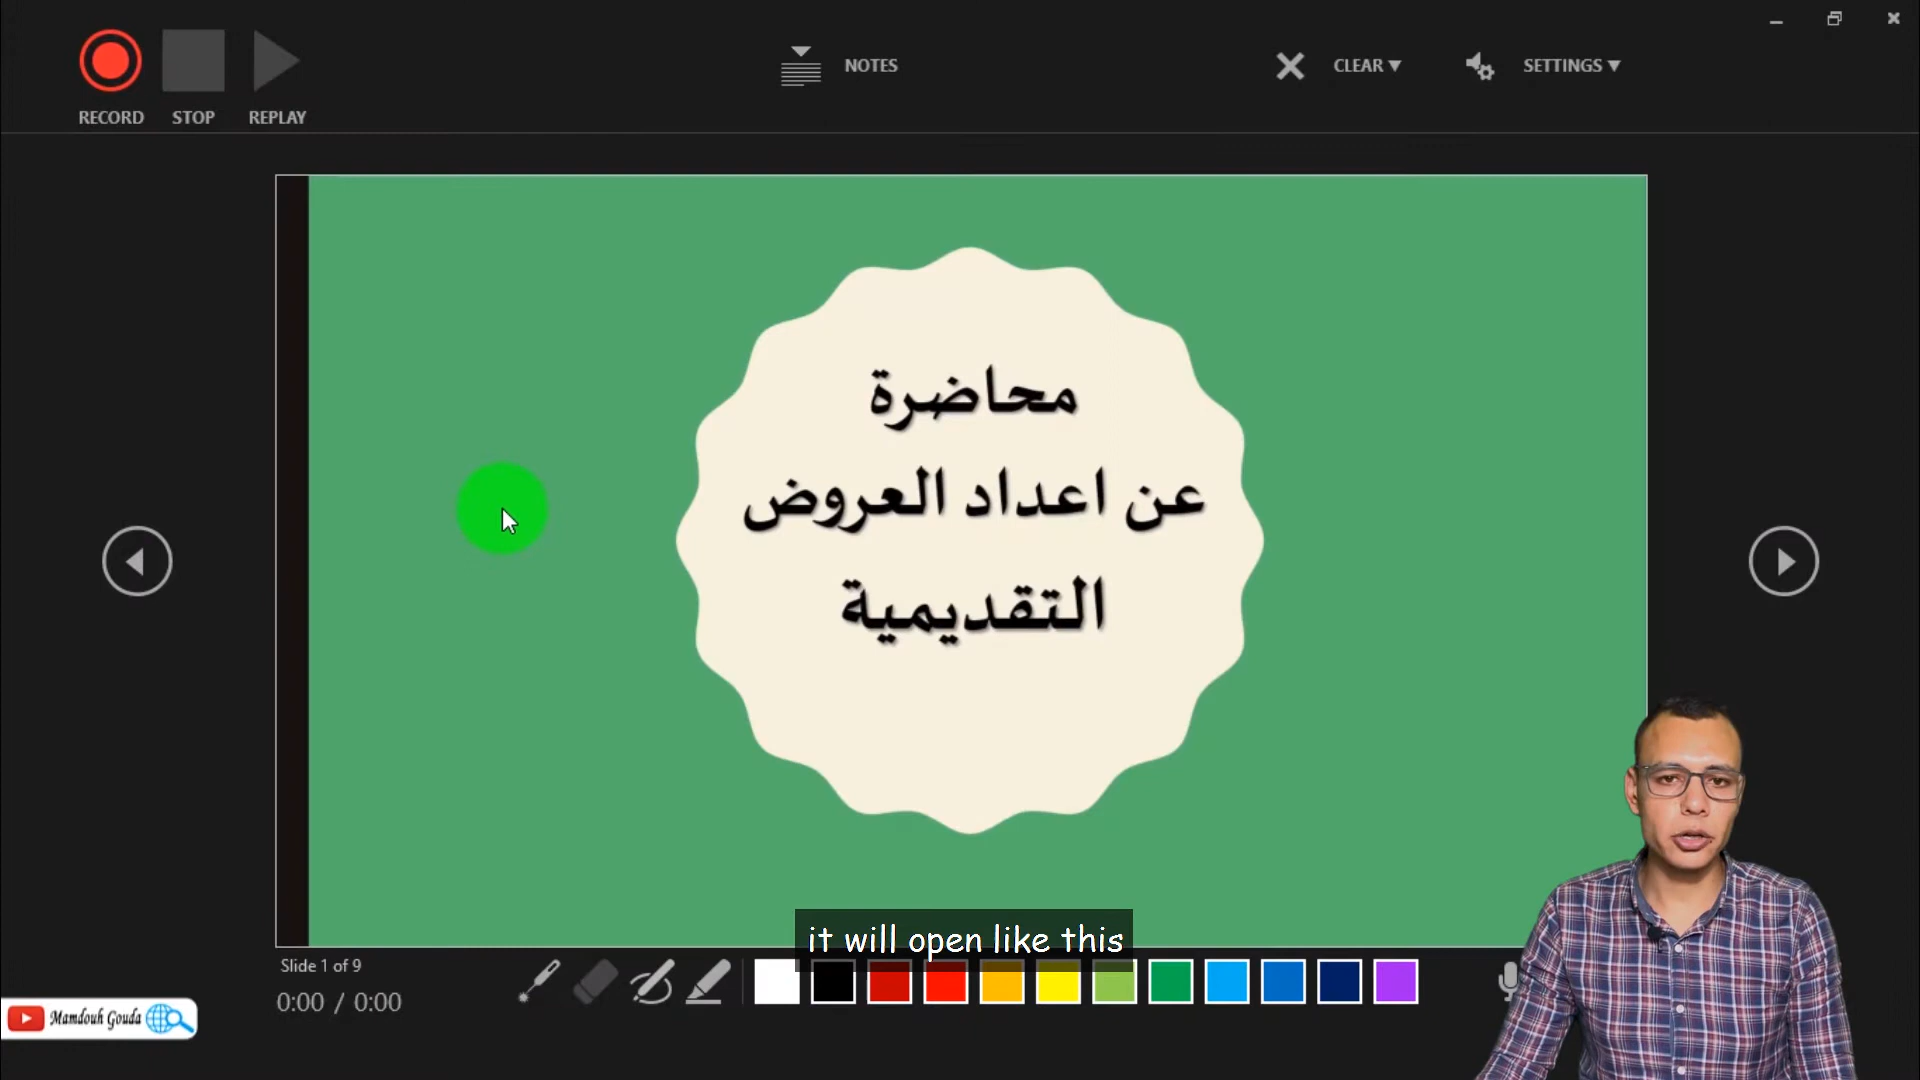 RECORD
STOP
REPLAY
NOTES
CLEAR
SETTINGS
محاضرة
عن اعداد العروض
التقديمية
it will open like this
Slide 1 of 9
0:00 / 0:00
Mamdouh Gouda